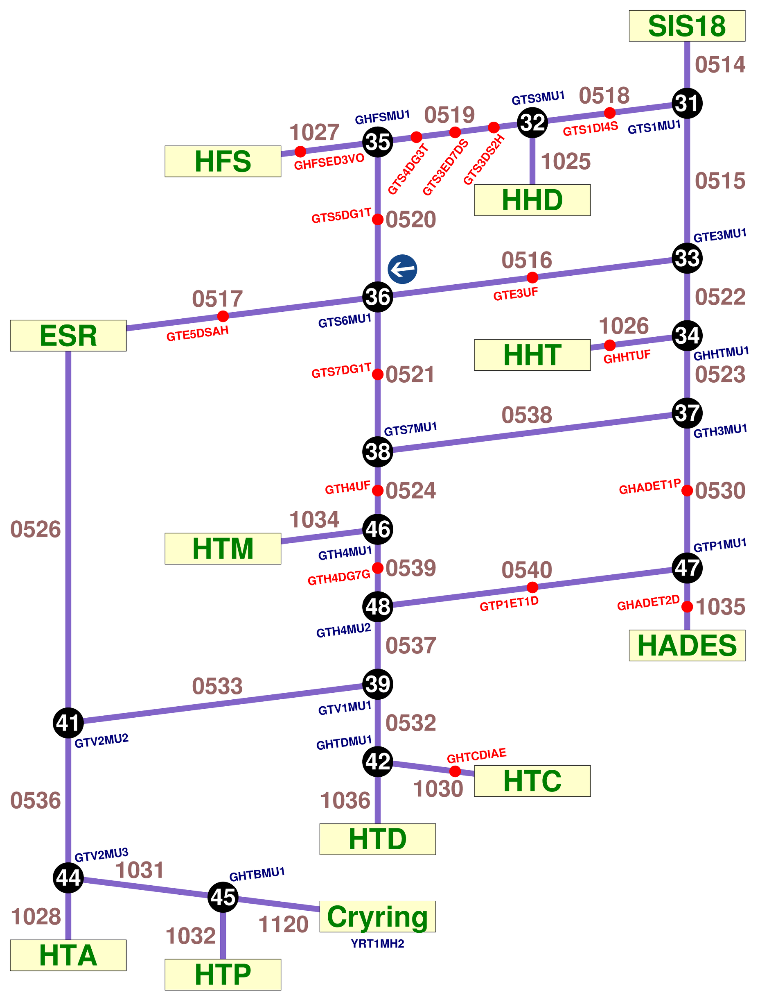 SIS18
0514
31
0518
GTS3MU1
32
GTS1DI4S
GTS1MU1
0519
GHFSMU1
35
1027
HFS
GHFSED3VO
GTS4DG3T
GTS3ED7DS
GTS3DS2H
1025
HHD
0515
GTS5DG1T
0520
GTE3MU1
33
0516
GTE3UF
36
0517
GTS6MU1
GTE5DSAH
ESR
0522
1026
34
HHT
GHHTUF
GHHTMU1
GTS7DG1T
0521
0523
0538
37
GTS7MU1
GTH3MU1
38
GTH4UF
0524
GHADET1P
0530
1034
46
0526
HTM
GTH4MU1
GTP1MU1
0539
GTH4DG7G
0540
47
GTP1ET1D
48
GHADET2D
1035
GTH4MU2
HADES
0537
0533
39
GTV1MU1
41
GTV2MU2
0532
GHTDMU1
42
GHTCDIAE
HTC
1030
0536
1036
HTD
GTV2MU3
44
1031
GHTBMU1
45
1028
1032
1120
Cryring
YRT1MH2
HTA
HTP